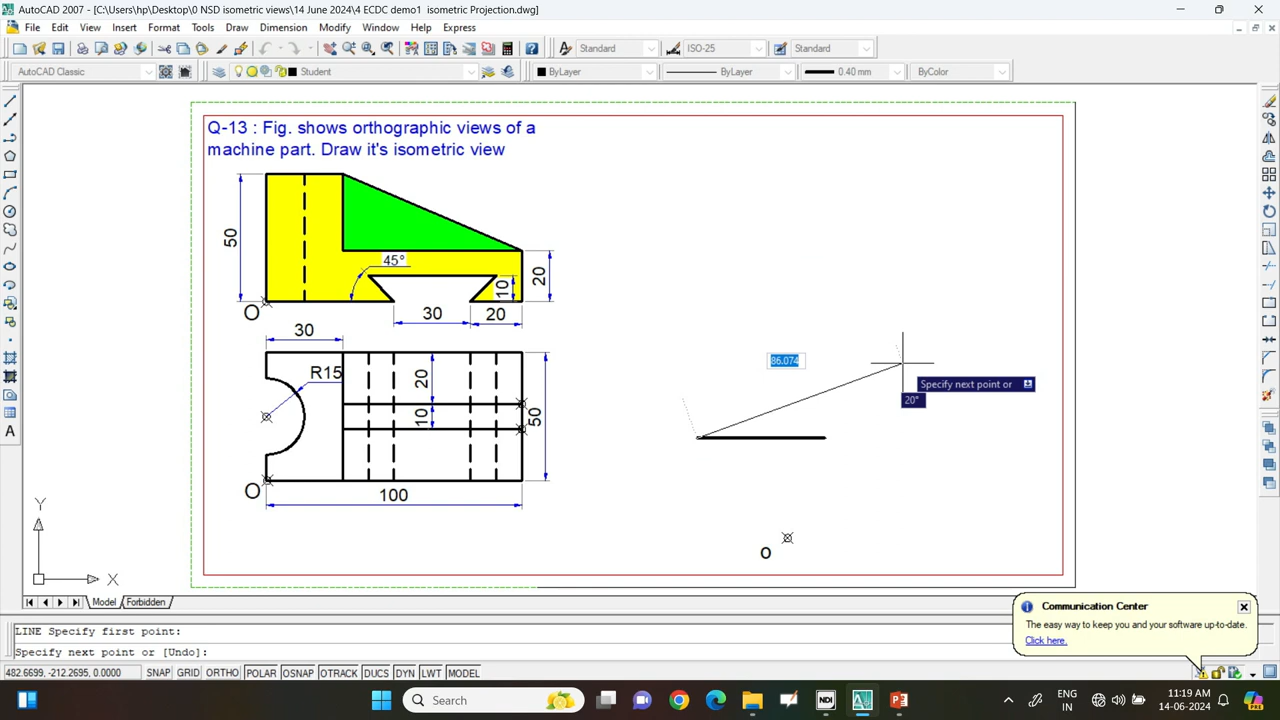 AutoCAD 2007 - [C:\Users\hp\Desktop\0 NSD isometric views\14 June 2024\4 ECDC demo1  isometric Projection.dwg]
File Edit View Insert Format Tools Draw Dimension Modify Window Help Express
Standard ISO-25 Standard
AutoCAD Classic Student ByLayer ByLayer 0.40 mm ByColor
Q-13 : Fig. shows orthographic views of a
machine part. Draw it's isometric view
50
45°
20
10
O
30
20
30
R15
20
10
50
O
100
86.074
Specify next point or
20°
o
Y
X
Model Forbidden
Communication Center
The easy way to keep you and your software up-to-date.
Click here.
LINE Specify first point:
Specify next point or [Undo]:
482.6699, -212.2695, 0.0000 SNAP GRID ORTHO POLAR OSNAP OTRACK DUCS DYN LWT MODEL
Search
ENG
IN
11:19 AM
14-06-2024